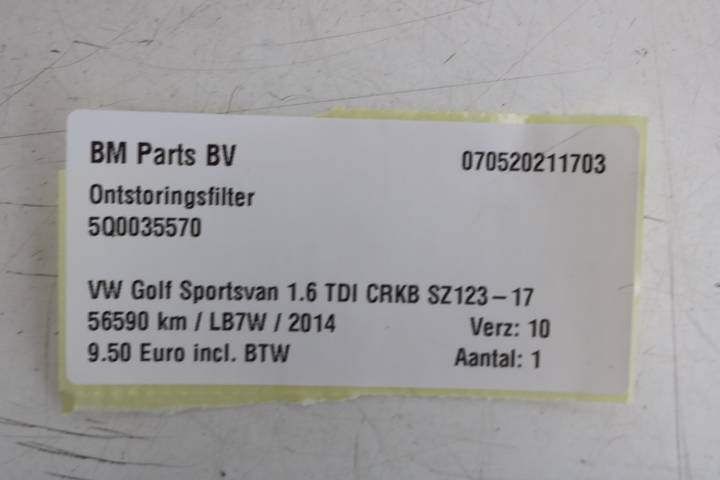 BM Parts BV 070520211703
Ontstoringsfilter
5Q0035570
VW Golf Sportsvan 1.6 TDI CRKB SZ123-17
56590 km / LB7W / 2014 Verz: 10
9.50 Euro incl. BTW Aantal: 1